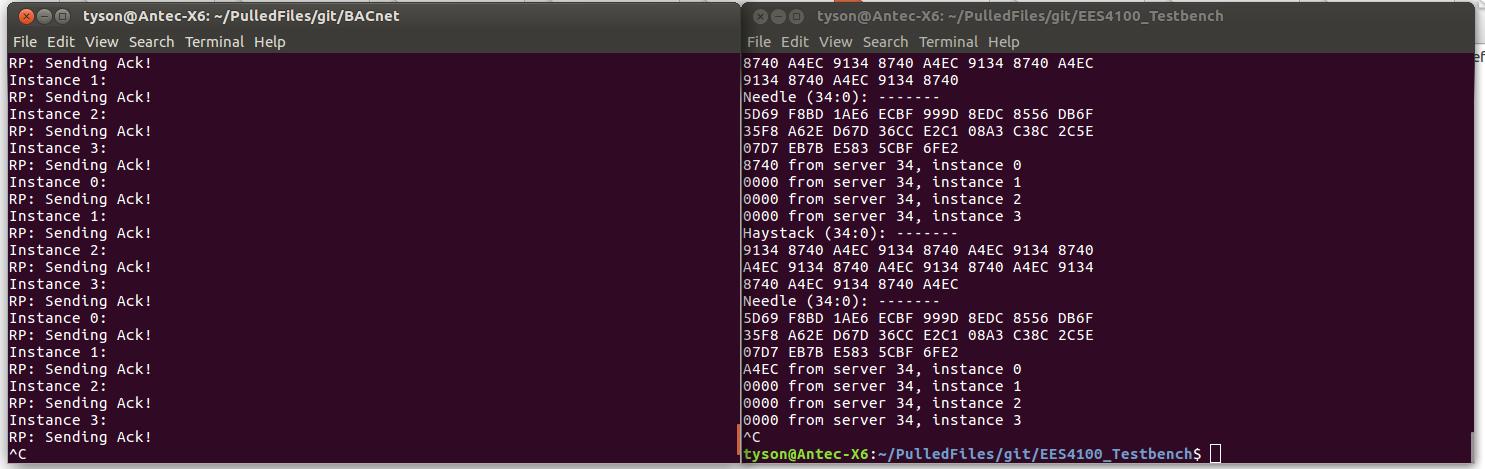 tyson@Antec-X6: ~/PulledFiles/git/BACnet
File Edit View Search Terminal Help
RP: Sending Ack!
Instance 1:
RP: Sending Ack!
Instance 2:
RP: Sending Ack!
Instance 3:
RP: Sending Ack!
Instance 0:
RP: Sending Ack!
Instance 1:
RP: Sending Ack!
Instance 2:
RP: Sending Ack!
Instance 3:
RP: Sending Ack!
Instance 0:
RP: Sending Ack!
Instance 1:
RP: Sending Ack!
Instance 2:
RP: Sending Ack!
Instance 3:
RP: Sending Ack!
^C
tyson@Antec-X6: ~/PulledFiles/git/EES4100_Testbench
File Edit View Search Terminal Help
8740 A4EC 9134 8740 A4EC 9134 8740 A4EC
9134 8740 A4EC 9134 8740
Needle (34:0): -------
5D69 F8BD 1AE6 ECBF 999D 8EDC 8556 DB6F
35F8 A62E D67D 36CC E2C1 08A3 C38C 2C5E
07D7 EB7B E583 5CBF 6FE2
8740 from server 34, instance 0
0000 from server 34, instance 1
0000 from server 34, instance 2
0000 from server 34, instance 3
Haystack (34:0): -------
9134 8740 A4EC 9134 8740 A4EC 9134 8740
A4EC 9134 8740 A4EC 9134 8740 A4EC 9134
8740 A4EC 9134 8740 A4EC
Needle (34:0): -------
5D69 F8BD 1AE6 ECBF 999D 8EDC 8556 DB6F
35F8 A62E D67D 36CC E2C1 08A3 C38C 2C5E
07D7 EB7B E583 5CBF 6FE2
A4EC from server 34, instance 0
0000 from server 34, instance 1
0000 from server 34, instance 2
0000 from server 34, instance 3
^C
tyson@Antec-X6:~/PulledFiles/git/EES4100_Testbench$